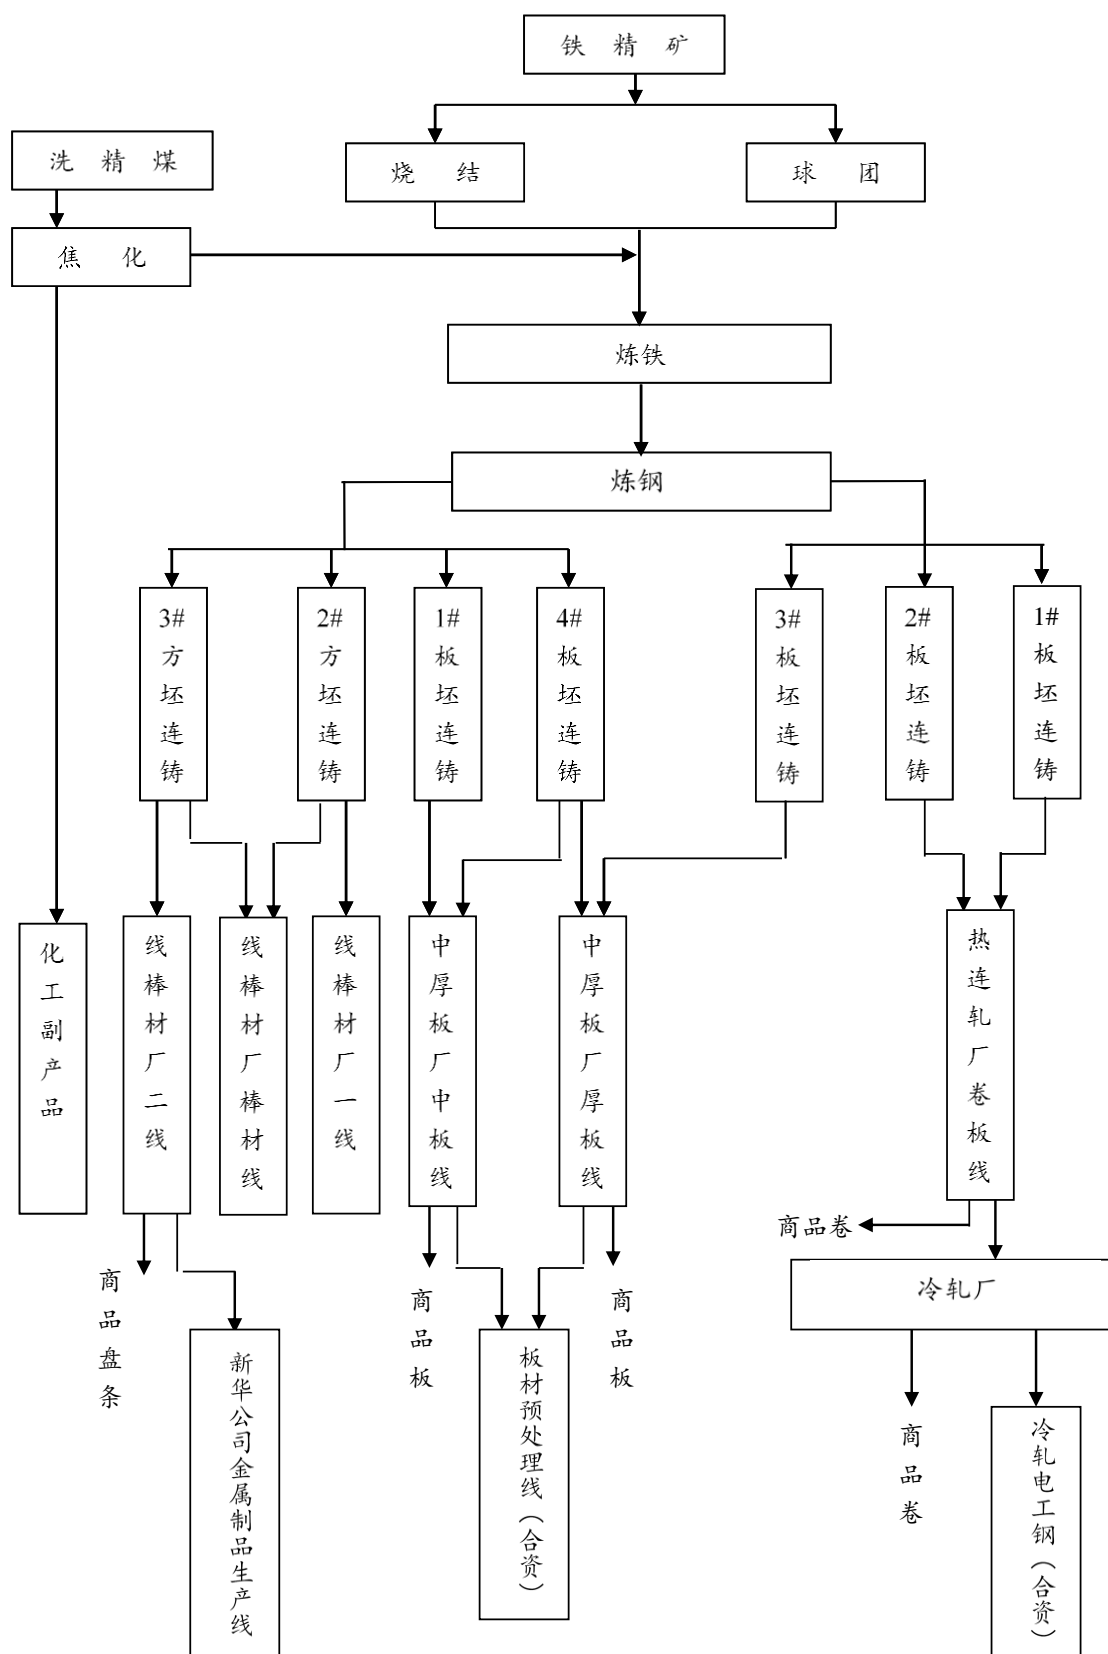 铁 精 矿
洗 精 煤
烧 结
球 团
焦 化
炼铁
炼钢
3#方坯连铸
2#方坯连铸
1#板坯连铸
4#板坯连铸
3#板坯连铸
2#板坯连铸
1#板坯连铸
化工副产品
线棒材厂二线
线棒材厂棒材线
线棒材厂一线
中厚板厂中板线
中厚板厂厚板线
热连轧厂卷板线
商品卷
冷轧厂
商品盘条
新华公司金属制品生产线
商品板
板材预处理线（合资）
商品板
商品卷
冷轧电工钢（合资）